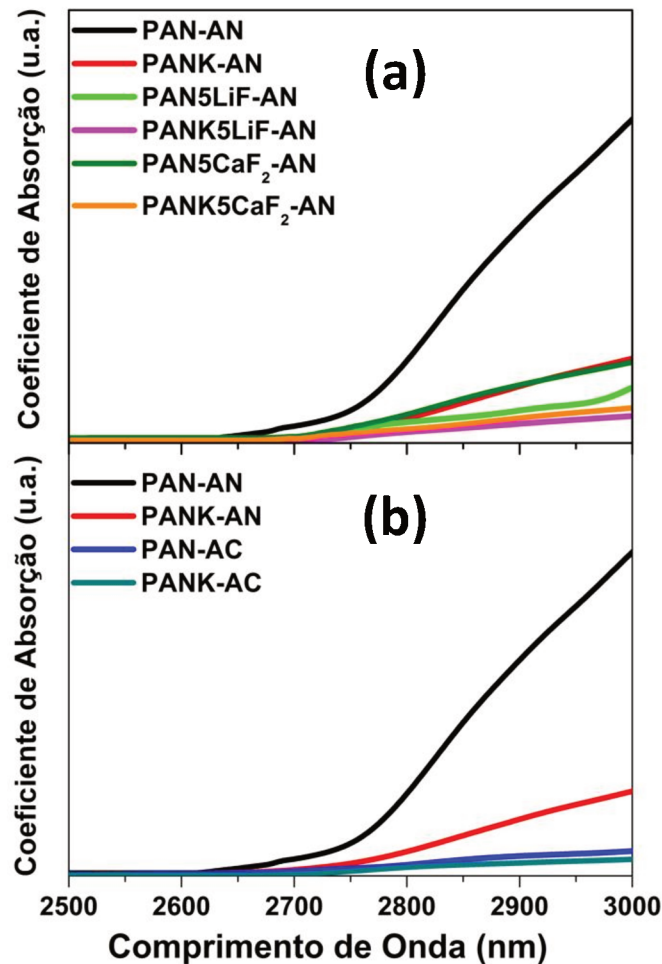 Coeficiente de Absorção (u.a.)
PAN-AN
PANK-AN
PAN5LiF-AN
PANK5LiF-AN
PAN5CaF₂-AN
PANK5CaF₂-AN
(a)
Coeficiente de Absorção (u.a.)
PAN-AN
PANK-AN
PAN-AC
PANK-AC
(b)
2500 2600 2700 2800 2900 3000
Comprimento de Onda (nm)